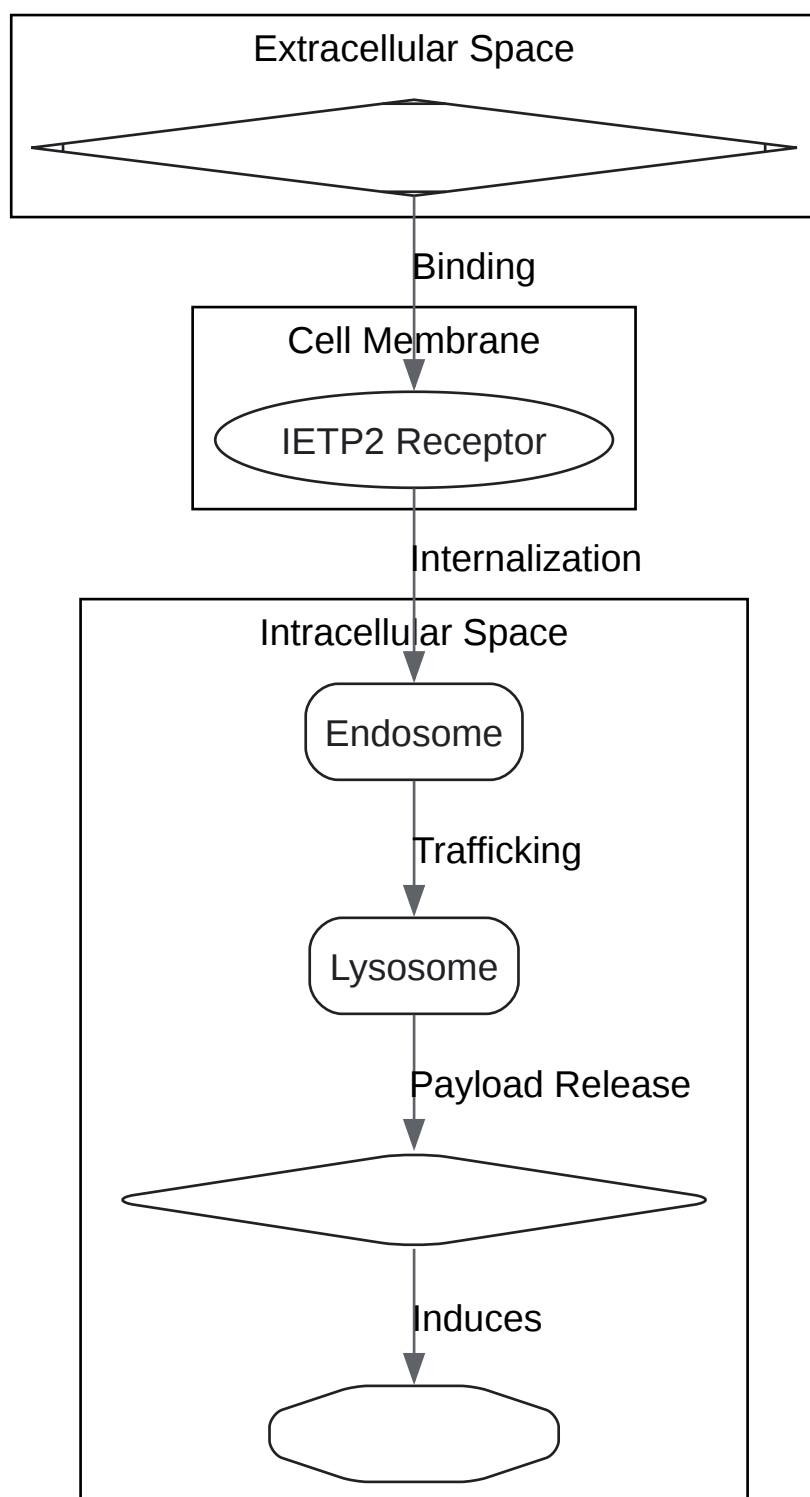 Extracellular Space
Binding
Cell Membrane
IETP2 Receptor
Internalization
Intracellular Space
Endosome
Trafficking
Lysosome
Payload Release
Induces